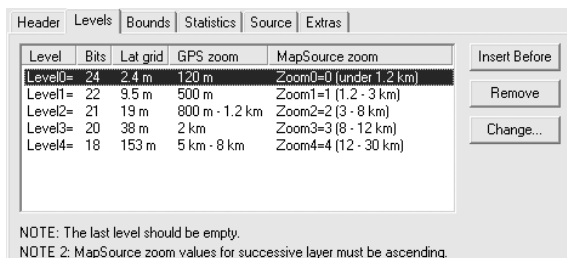 Header Levels Bounds Statistics Source Extras
Level Bits Lat grid GPS zoom MapSource zoom
Level0= 24 2.4 m 120 m Zoom0=0 (under 1.2 km)
Level1= 22 9.5 m 500 m Zoom1=1 (1.2 - 3 km)
Level2= 21 19 m 800 m - 1.2 km Zoom2=2 (3 - 8 km)
Level3= 20 38 m 2 km Zoom3=3 (8 - 12 km)
Level4= 18 153 m 5 km - 8 km Zoom4=4 (12 - 30 km)
Insert Before
Remove
Change...
NOTE: The last level should be empty.
NOTE 2: MapSource zoom values for successive layer must be ascending.